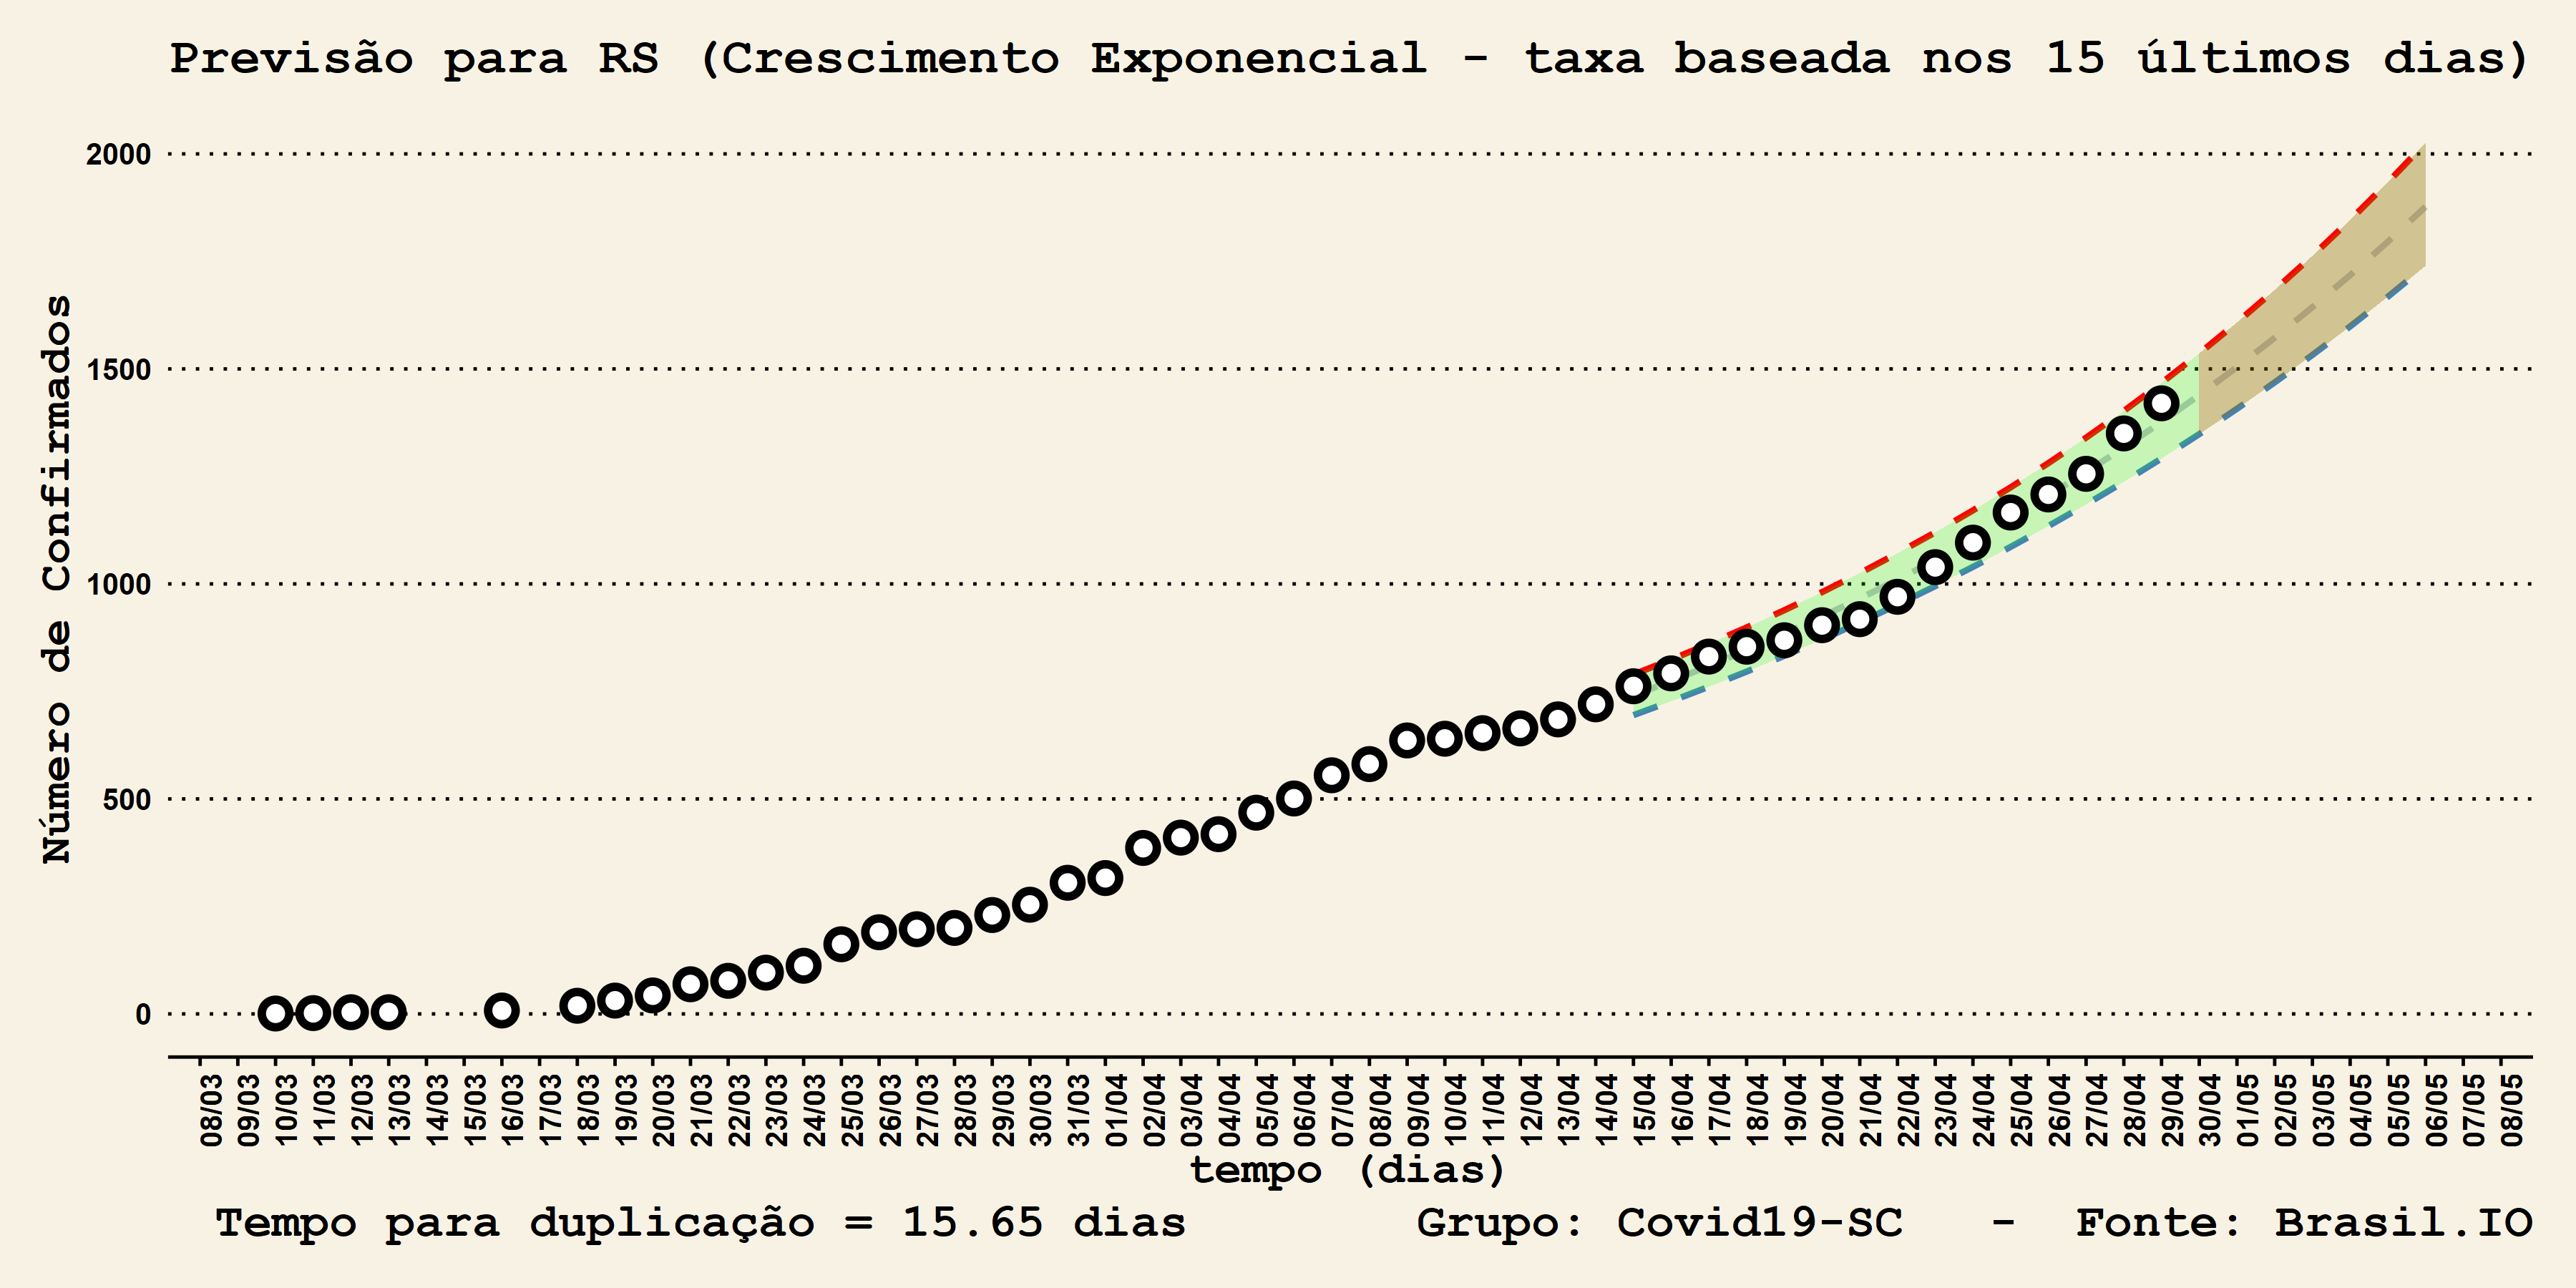 Previsão para RS (Crescimento Exponencial - taxa baseada nos 15 últimos dias)
Número de Confirmados
2000
1500
1000
500
0
08/03 09/03 10/03 11/03 12/03 13/03 14/03 15/03 16/03 17/03 18/03 19/03 20/03 21/03 22/03 23/03 24/03 25/03 26/03 27/03 28/03 29/03 30/03 31/03 01/04 02/04 03/04 04/04 05/04 06/04 07/04 08/04 09/04 10/04 11/04 12/04 13/04 14/04 15/04 16/04 17/04 18/04 19/04 20/04 21/04 22/04 23/04 24/04 25/04 26/04 27/04 28/04 29/04 30/04 01/05 02/05 03/05 04/05 05/05 06/05 07/05 08/05
tempo (dias)
Tempo para duplicação = 15.65 dias Grupo: Covid19-SC - Fonte: Brasil.IO